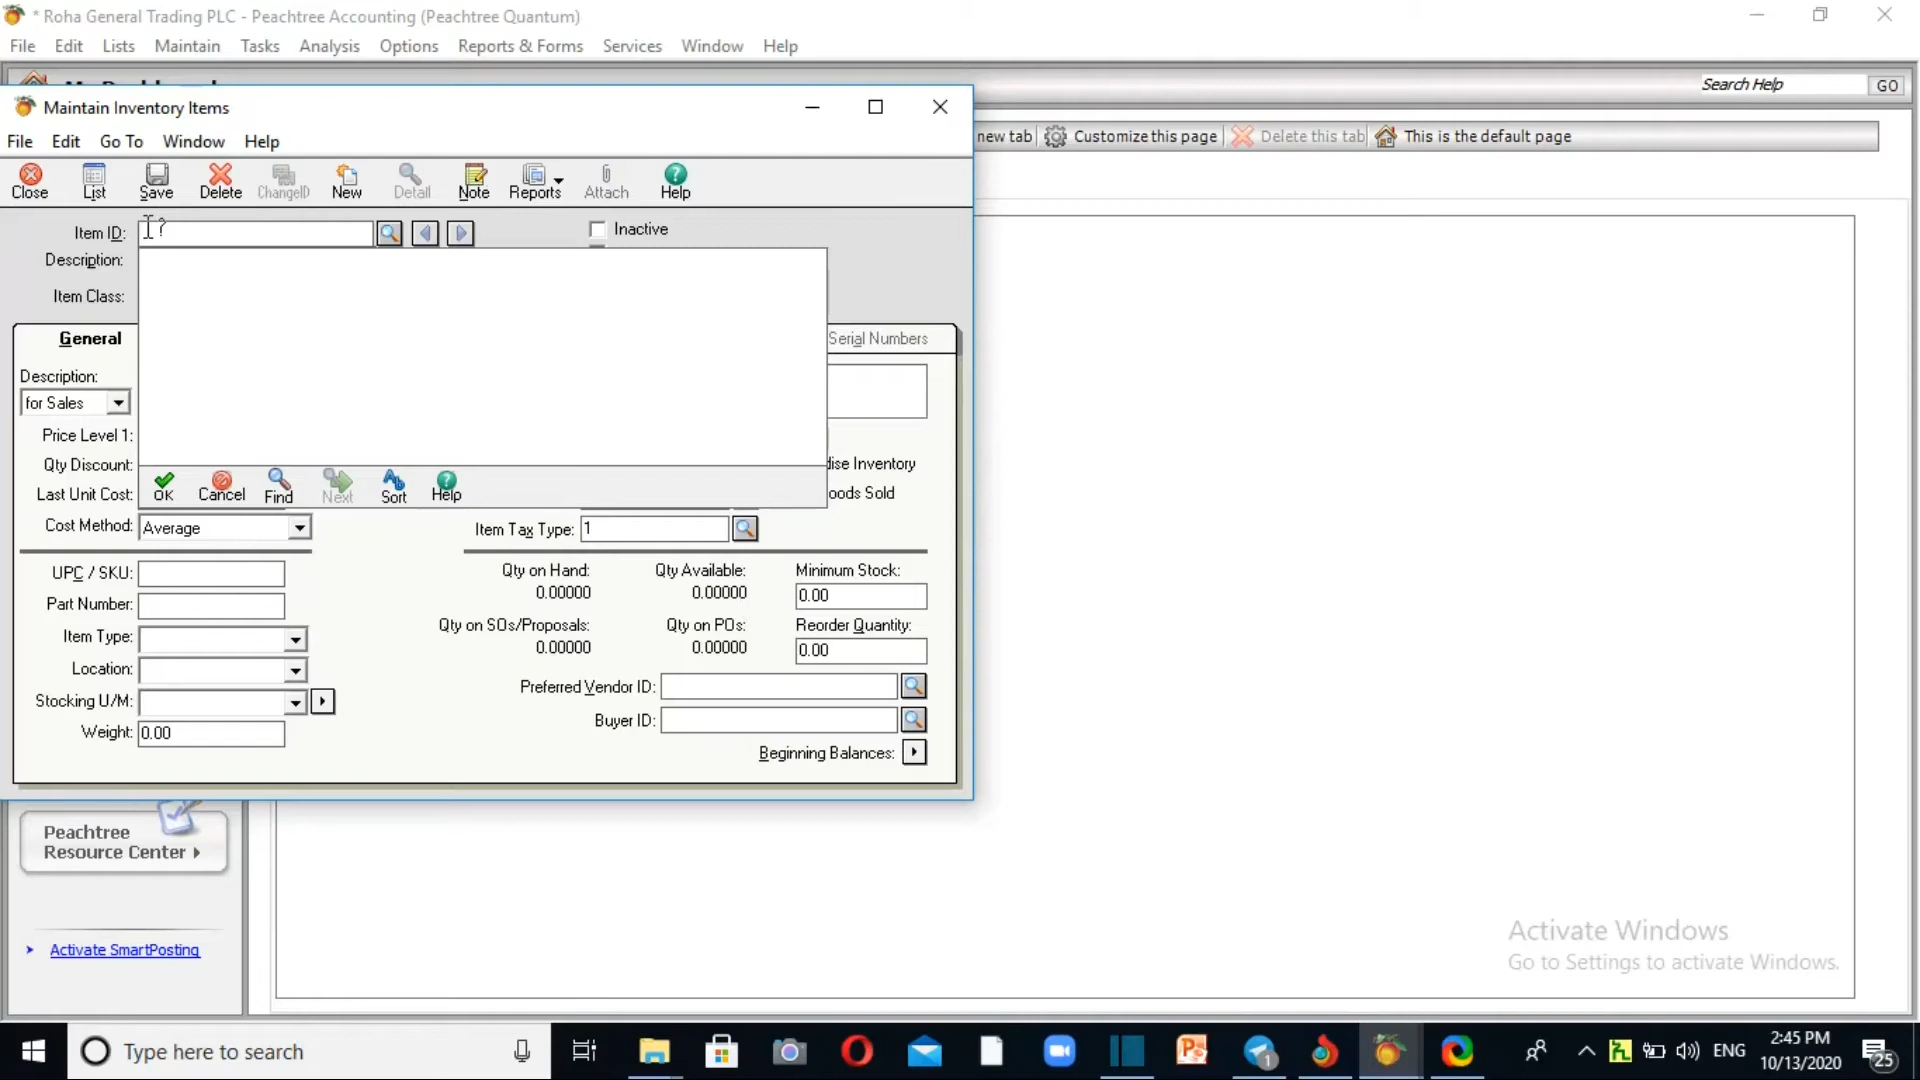 * Roha General Trading PLC - Peachtree Accounting (Peachtree Quantum)
File Edit Lists Maintain Tasks Analysis Options Reports & Forms Services Window Help
Search Help GO
Maintain Inventory Items
File Edit Go To Window Help
new tab Customize this page Delete this tab This is the default page
Close List Save Delete ChangeID New Detail Note Reports Attach Help
Item ID: ? Inactive
Description:
Item Class:
General Serial Numbers
Description:
for Sales
Price Level 1:
Qty Discount: dise Inventory
Last Unit Cost: oods Sold
OK Cancel Find Next Sort Help
Cost Method: Average Item Tax Type: 1
UPC / SKU: Qty on Hand: Qty Available: Minimum Stock:
0.00000 0.00000 0.00
Part Number:
Item Type: Qty on SOs/Proposals: Qty on POs: Reorder Quantity:
0.00000 0.00000 0.00
Location:
Stocking U/M: Preferred Vendor ID:
Weight: 0.00 Buyer ID:
Beginning Balances:
Peachtree
Resource Center
Activate SmartPosting
Activate Windows
Go to Settings to activate Windows.
Type here to search
1
ENG
2:45 PM
10/13/2020
25